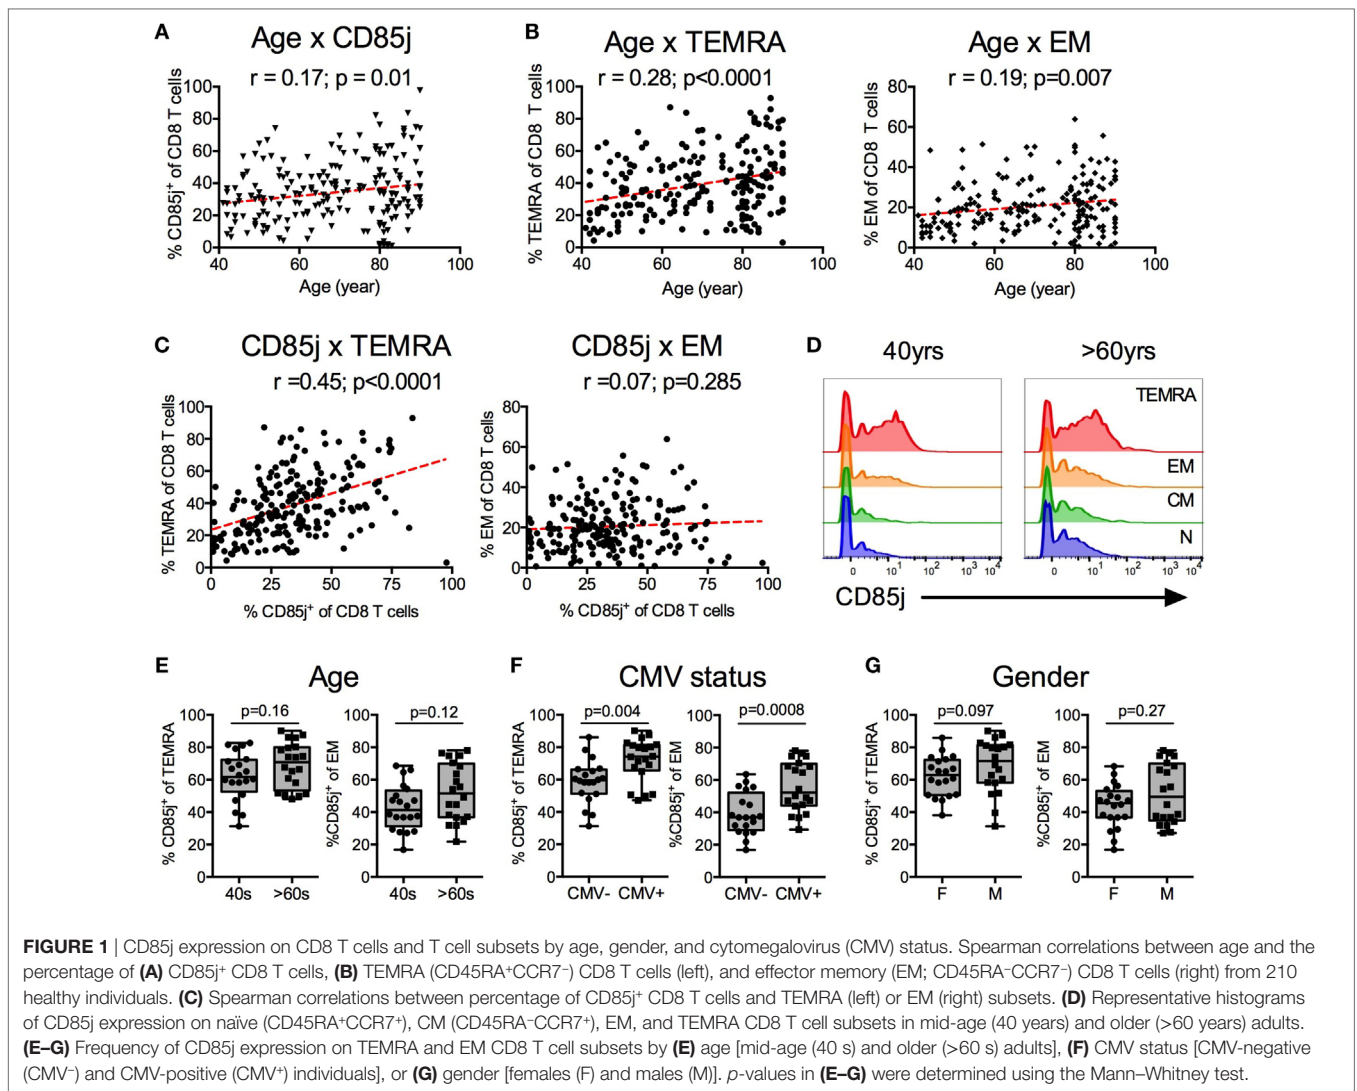 A
Age x CD85j
r = 0.17; p = 0.01
% CD85j⁺ of CD8 T cells
100
80
60
40
20
0
40 60 80 100
Age (year)
B
Age x TEMRA
r = 0.28; p<0.0001
% TEMRA of CD8 T cells
100
80
60
40
20
0
40 60 80 100
Age (year)
Age x EM
r = 0.19; p=0.007
% EM of CD8 T cells
80
60
40
20
0
40 60 80 100
Age (year)
C
CD85j x TEMRA
r =0.45; p<0.0001
% TEMRA of CD8 T cells
100
80
60
40
20
0
0 25 50 75 100
% CD85j⁺ of CD8 T cells
CD85j x EM
r =0.07; p=0.285
% EM of CD8 T cells
80
60
40
20
0
0 25 50 75 100
% CD85j⁺ of CD8 T cells
D
40yrs >60yrs
TEMRA
EM
CM
N
0 10¹ 10² 10³ 10⁴
0 10¹ 10² 10³ 10⁴
CD85j
E
Age
p=0.16
% CD85j⁺ of TEMRA
100
80
60
40
20
0
40s >60s
p=0.12
%CD85j⁺ of EM
100
80
60
40
20
0
40s >60s
F
CMV status
p=0.004
% CD85j⁺ of TEMRA
100
80
60
40
20
0
CMV- CMV+
p=0.0008
%CD85j⁺ of EM
100
80
60
40
20
0
CMV- CMV+
G
Gender
p=0.097
% CD85j⁺ of TEMRA
100
80
60
40
20
0
F M
p=0.27
%CD85j⁺ of EM
100
80
60
40
20
0
F M
FIGURE 1 | CD85j expression on CD8 T cells and T cell subsets by age, gender, and cytomegalovirus (CMV) status. Spearman correlations between age and the
percentage of (A) CD85j⁺ CD8 T cells, (B) TEMRA (CD45RA⁺CCR7⁻) CD8 T cells (left), and effector memory (EM; CD45RA⁻CCR7⁻) CD8 T cells (right) from 210
healthy individuals. (C) Spearman correlations between percentage of CD85j⁺ CD8 T cells and TEMRA (left) or EM (right) subsets. (D) Representative histograms
of CD85j expression on naïve (CD45RA⁺CCR7⁺), CM (CD45RA⁻CCR7⁺), EM, and TEMRA CD8 T cell subsets in mid-age (40 years) and older (>60 years) adults.
(E–G) Frequency of CD85j expression on TEMRA and EM CD8 T cell subsets by (E) age [mid-age (40 s) and older (>60 s) adults], (F) CMV status [CMV-negative
(CMV⁻) and CMV-positive (CMV⁺) individuals], or (G) gender [females (F) and males (M)]. p-values in (E–G) were determined using the Mann–Whitney test.